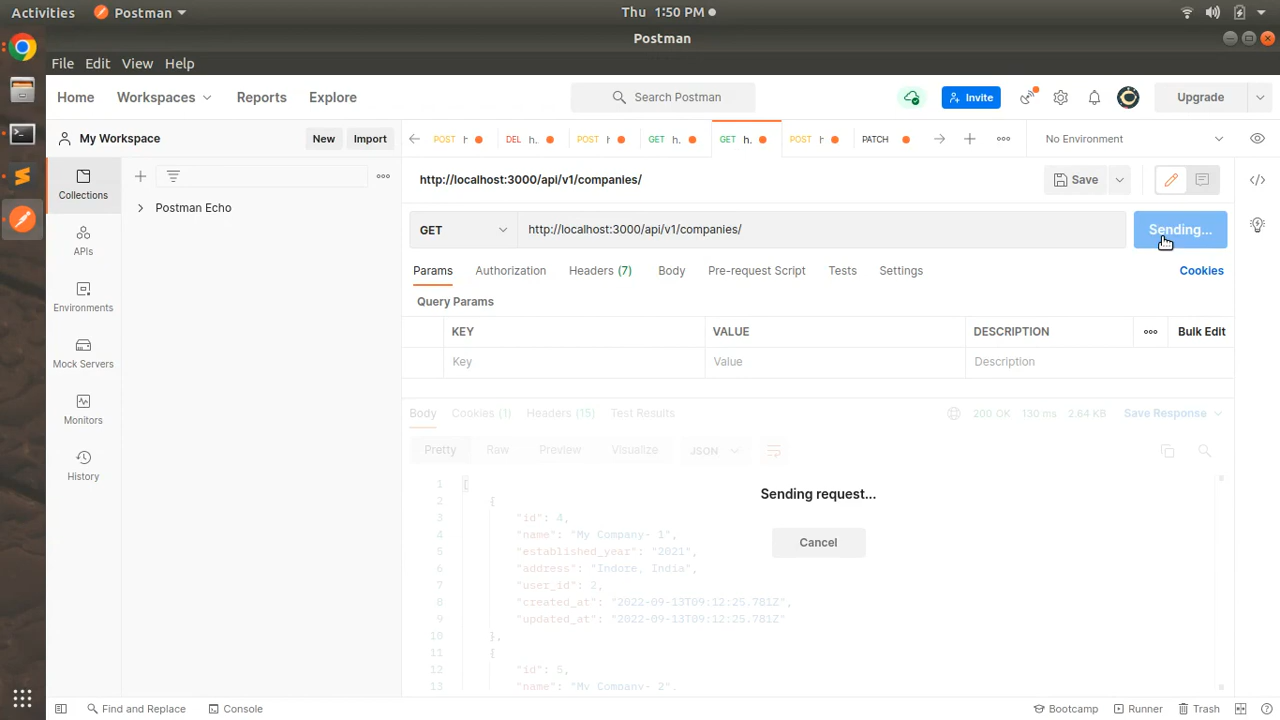 Activities Postman Thu 1:50 PM
Postman
File Edit View Help
Home Workspaces Reports Explore Search Postman Invite Upgrade
My Workspace New Import POST h DEL h. POST h GET h. GET h. POST h PATCH No Environment
Collections
APIs
Environments
Mock Servers
Monitors
History
Postman Echo
http://localhost:3000/api/v1/companies/ Save
GET http://localhost:3000/api/v1/companies/ Sending...
Params Authorization Headers (7) Body Pre-request Script Tests Settings Cookies
Query Params
KEY VALUE DESCRIPTION Bulk Edit
Key Value Description
Body Cookies (1) Headers (15) Test Results 200 OK 130 ms 2.84 KB Save Response
Pretty Raw Preview Visualize JSON
Sending request...
Cancel
1 [
2 {
3 "id": 4,
4 "name": "My Company- 1",
5 "established_year": "2021",
6 "address": "Indore, India",
7 "user_id": 2,
8 "created_at": "2022-09-13T09:12:25.781Z",
9 "updated_at": "2022-09-13T09:12:25.781Z"
10 },
11 {
12 "id": 5,
13 "name": "My Company- 2",
Find and Replace Console Bootcamp Runner Trash